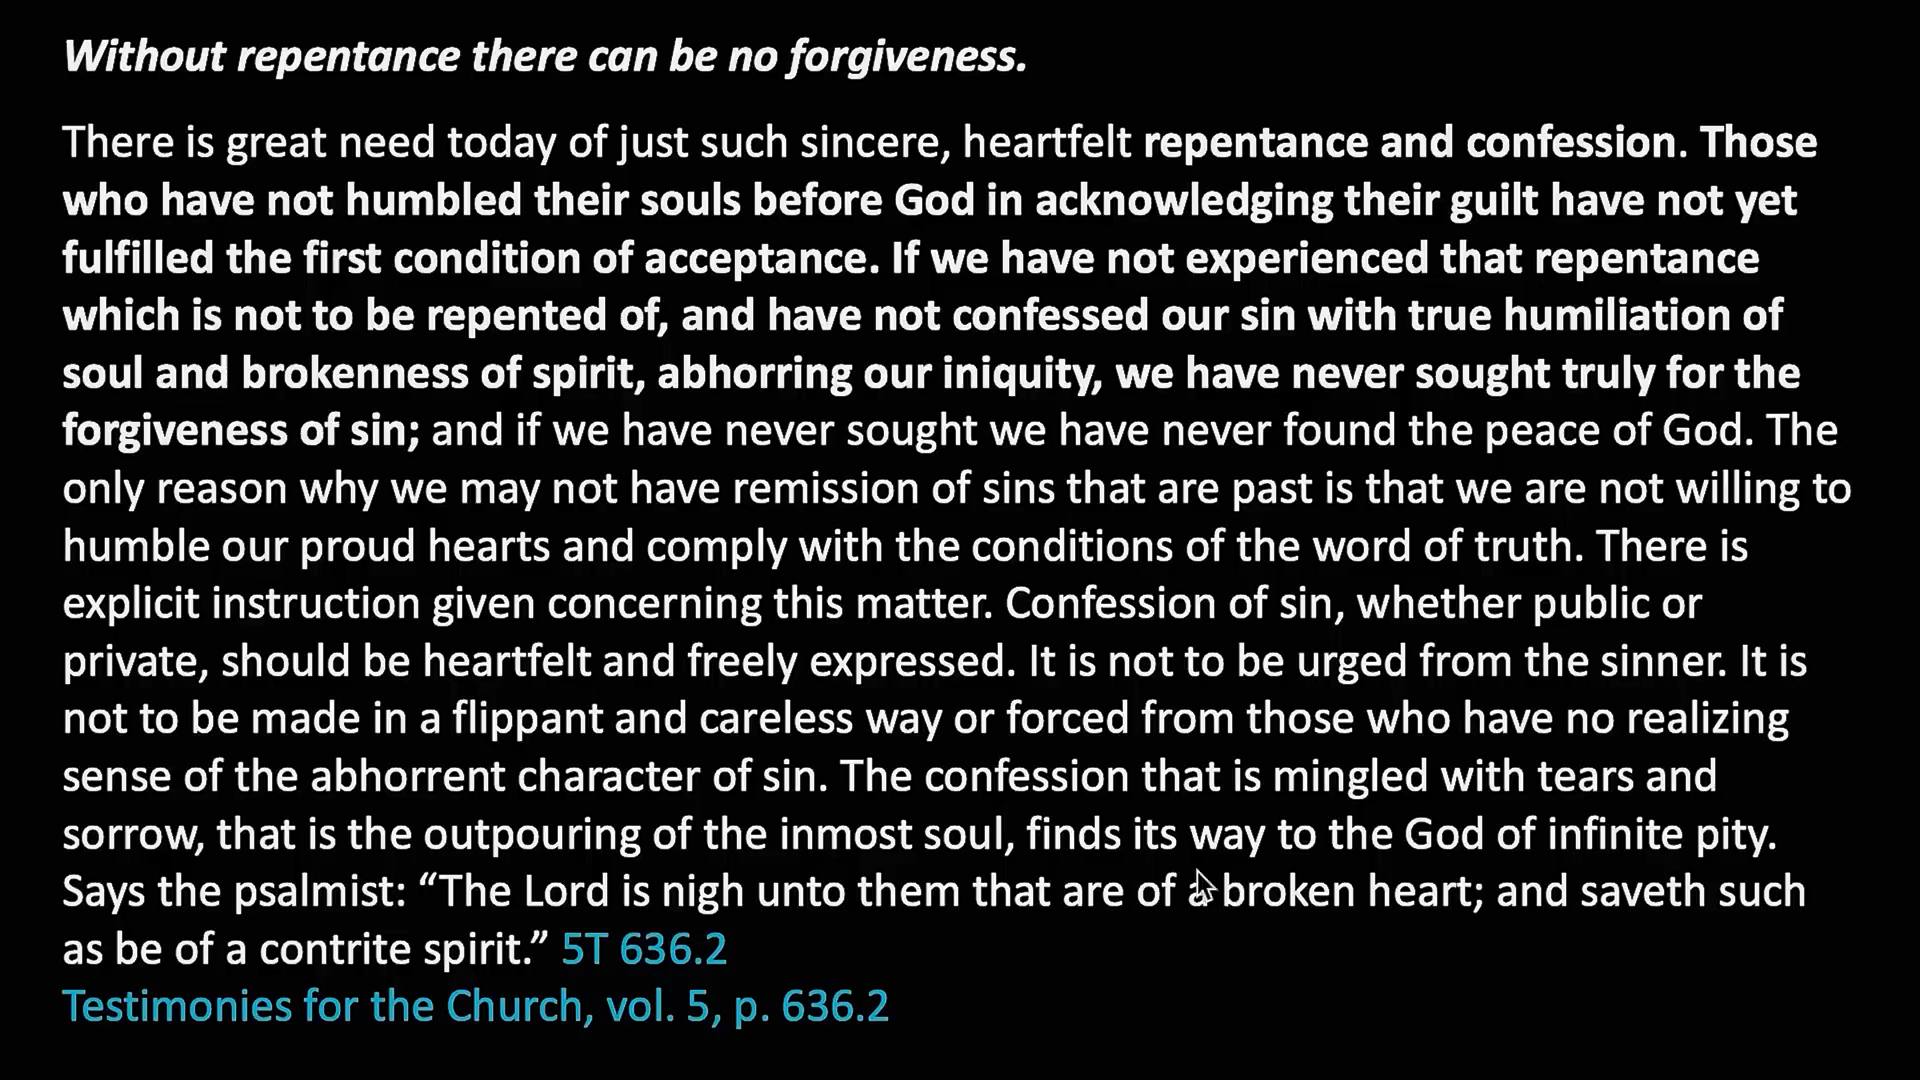 Without repentance there can be no forgiveness.
There is great need today of just such sincere, heartfelt repentance and confession. Those
who have not humbled their souls before God in acknowledging their guilt have not yet
fulfilled the first condition of acceptance. If we have not experienced that repentance
which is not to be repented of, and have not confessed our sin with true humiliation of
soul and brokenness of spirit, abhorring our iniquity, we have never sought truly for the
forgiveness of sin; and if we have never sought we have never found the peace of God. The
only reason why we may not have remission of sins that are past is that we are not willing to
humble our proud hearts and comply with the conditions of the word of truth. There is
explicit instruction given concerning this matter. Confession of sin, whether public or
private, should be heartfelt and freely expressed. It is not to be urged from the sinner. It is
not to be made in a flippant and careless way or forced from those who have no realizing
sense of the abhorrent character of sin. The confession that is mingled with tears and
sorrow, that is the outpouring of the inmost soul, finds its way to the God of infinite pity.
Says the psalmist: “The Lord is nigh unto them that are of a broken heart; and saveth such
as be of a contrite spirit.” 5T 636.2
Testimonies for the Church, vol. 5, p. 636.2